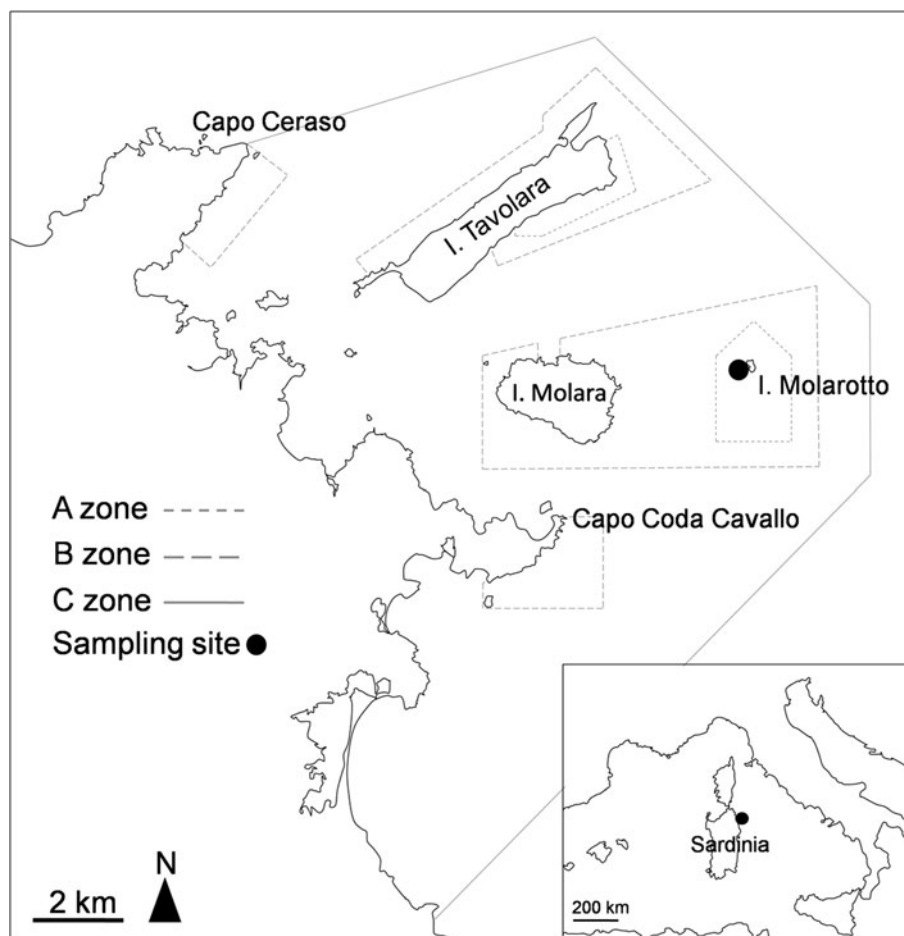 Capo Ceraso
I. Tavolara
I. Molara
I. Molarotto
Capo Coda Cavallo
A zone
B zone
C zone
Sampling site
N
2 km
Sardinia
200 km